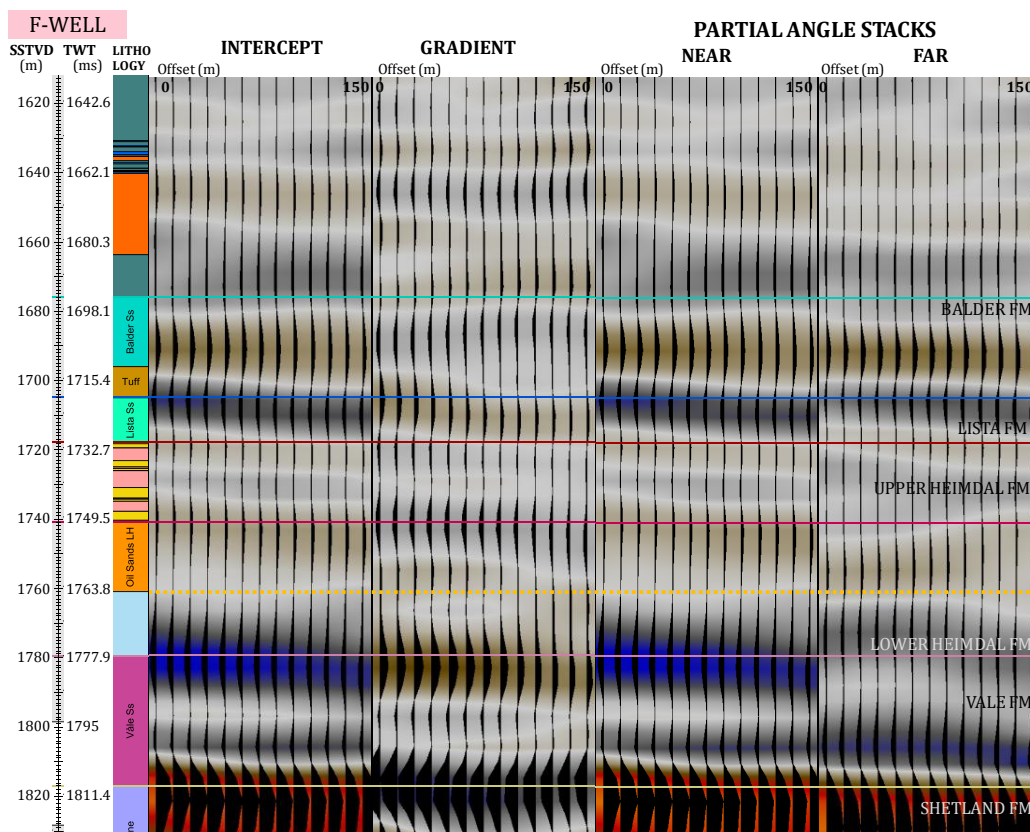 F-WELL
PARTIAL ANGLE STACKS
SSTVD TWT LITHO
(m) (ms) LOGY
INTERCEPT GRADIENT NEAR FAR
Offset (m) Offset (m) Offset (m) Offset (m)
0 150 0 150 0 150 0 150
1620 1642.6
1640 1662.1
1660 1680.3
1680 1698.1
BALDER FM
Balder Ss
1700 1715.4
Tuff
Lista Ss
LISTA FM
1720 1732.7
UPPER HEIMDAL FM
1740 1749.5
Oil Sands LH
1760 1763.8
LOWER HEIMDAL FM
1780 1777.9
VALE FM
Våle Ss
1800 1795
1820 1811.4
SHETLAND FM
ne